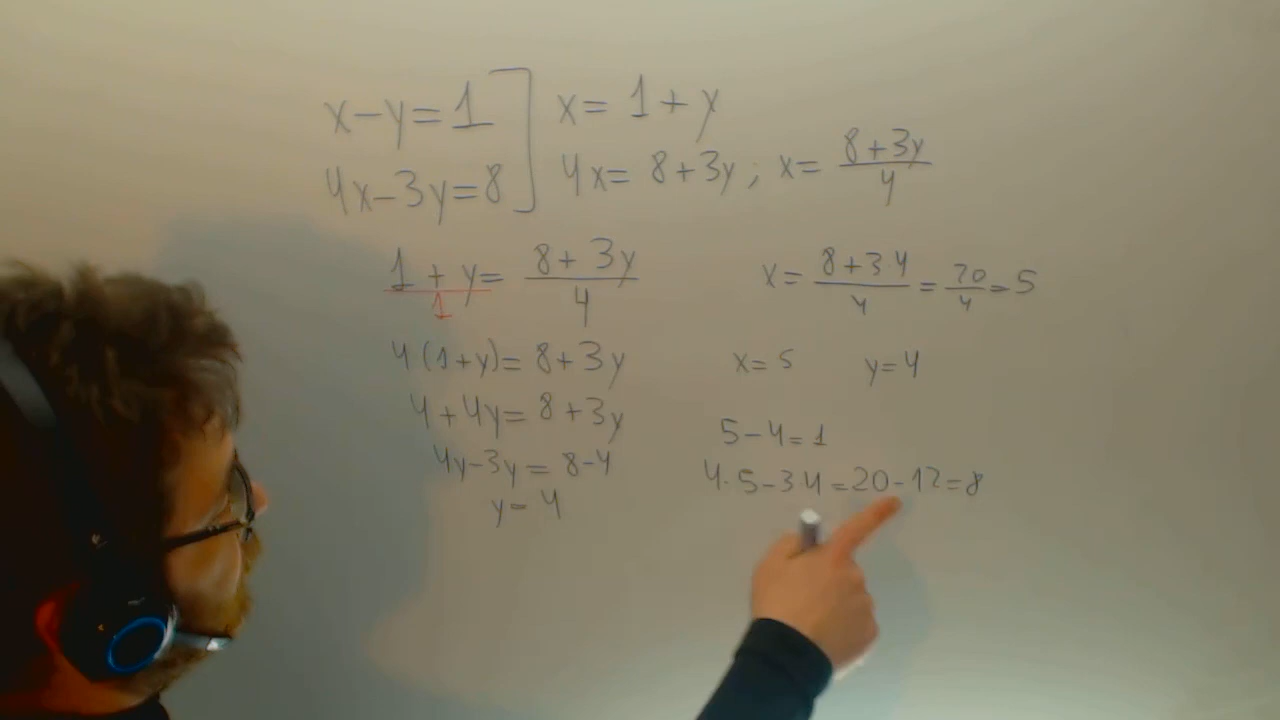 x-y=1
4x-3y=8
x= 1+y
4x= 8+3y ; x= (8+3y)/4
1+y/1 = (8+3y)/4
4(1+y)= 8+3y
4+4y= 8+3y
4y-3y= 8-4
y= 4
x= (8+3·4)/4 = 20/4 = 5
x= 5 y= 4
5-4=1
4·5-3·4=20-12=8